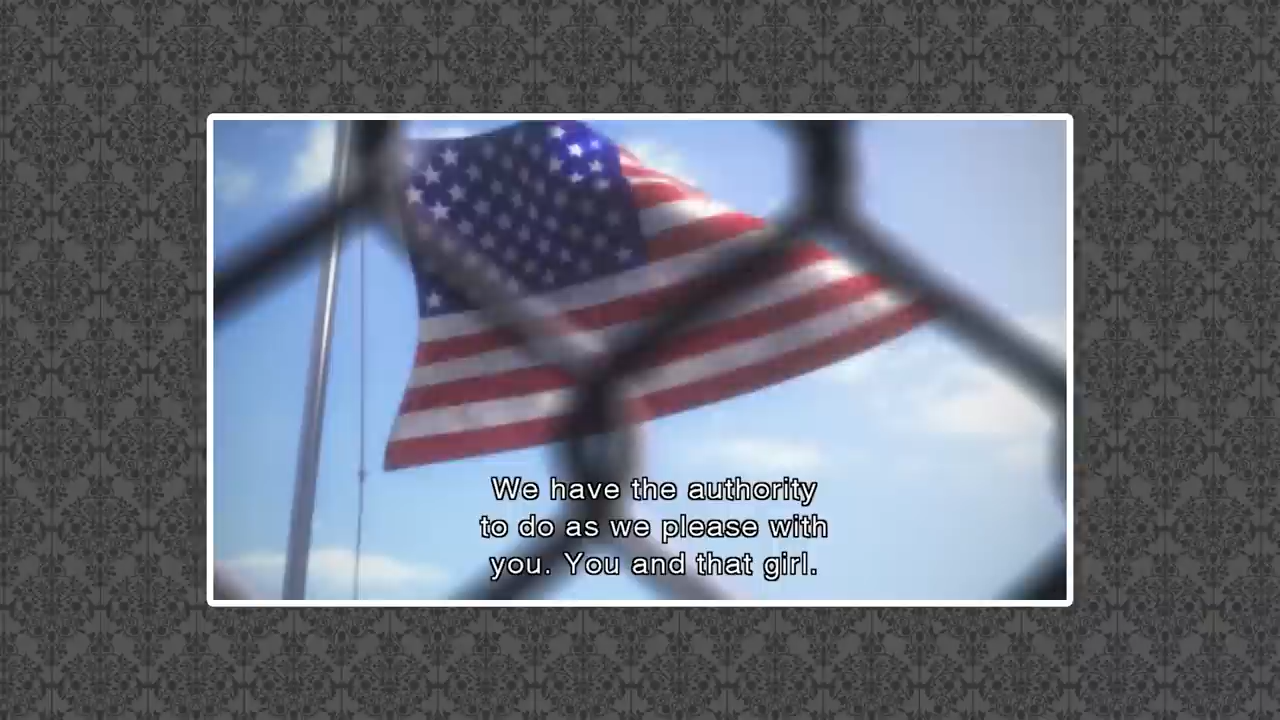 We have the authority
to do as we please with
you. You and that girl.